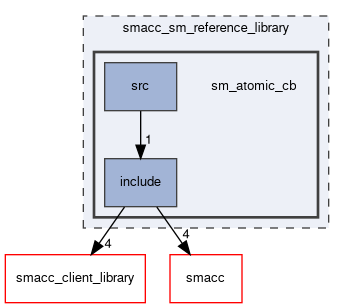 smacc_sm_reference_library
src
sm_atomic_cb
1
include
4
4
smacc_client_library
smacc